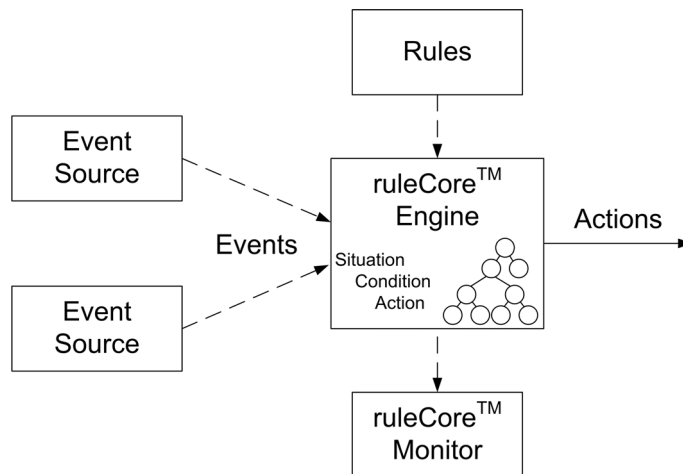 Rules
Event
Source
ruleCore™
Engine
Actions
Events
Situation
Condition
Action
Event
Source
ruleCore™
Monitor